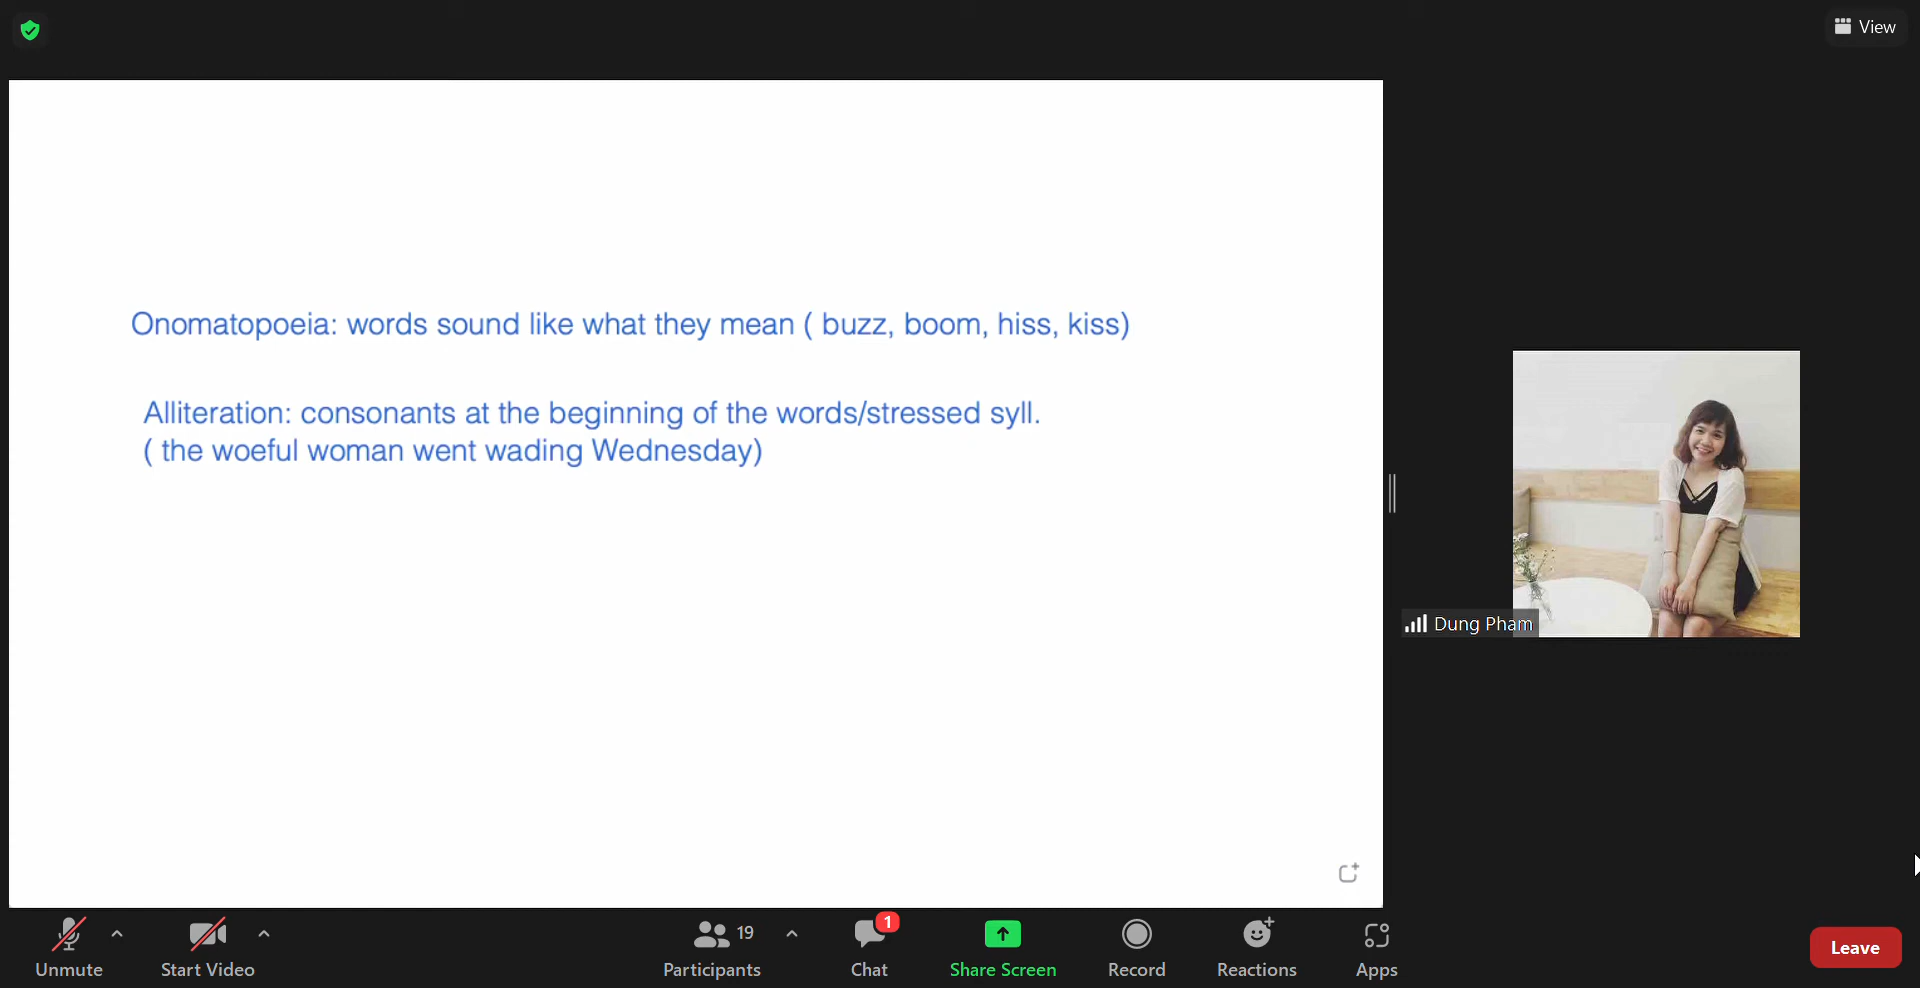 View
Onomatopoeia: words sound like what they mean ( buzz, boom, hiss, kiss)
Alliteration: consonants at the beginning of the words/stressed syll.
( the woeful woman went wading Wednesday)
Dung Pham
Unmute
Start Video
19
Participants
1
Chat
Share Screen
Record
Reactions
Apps
Leave